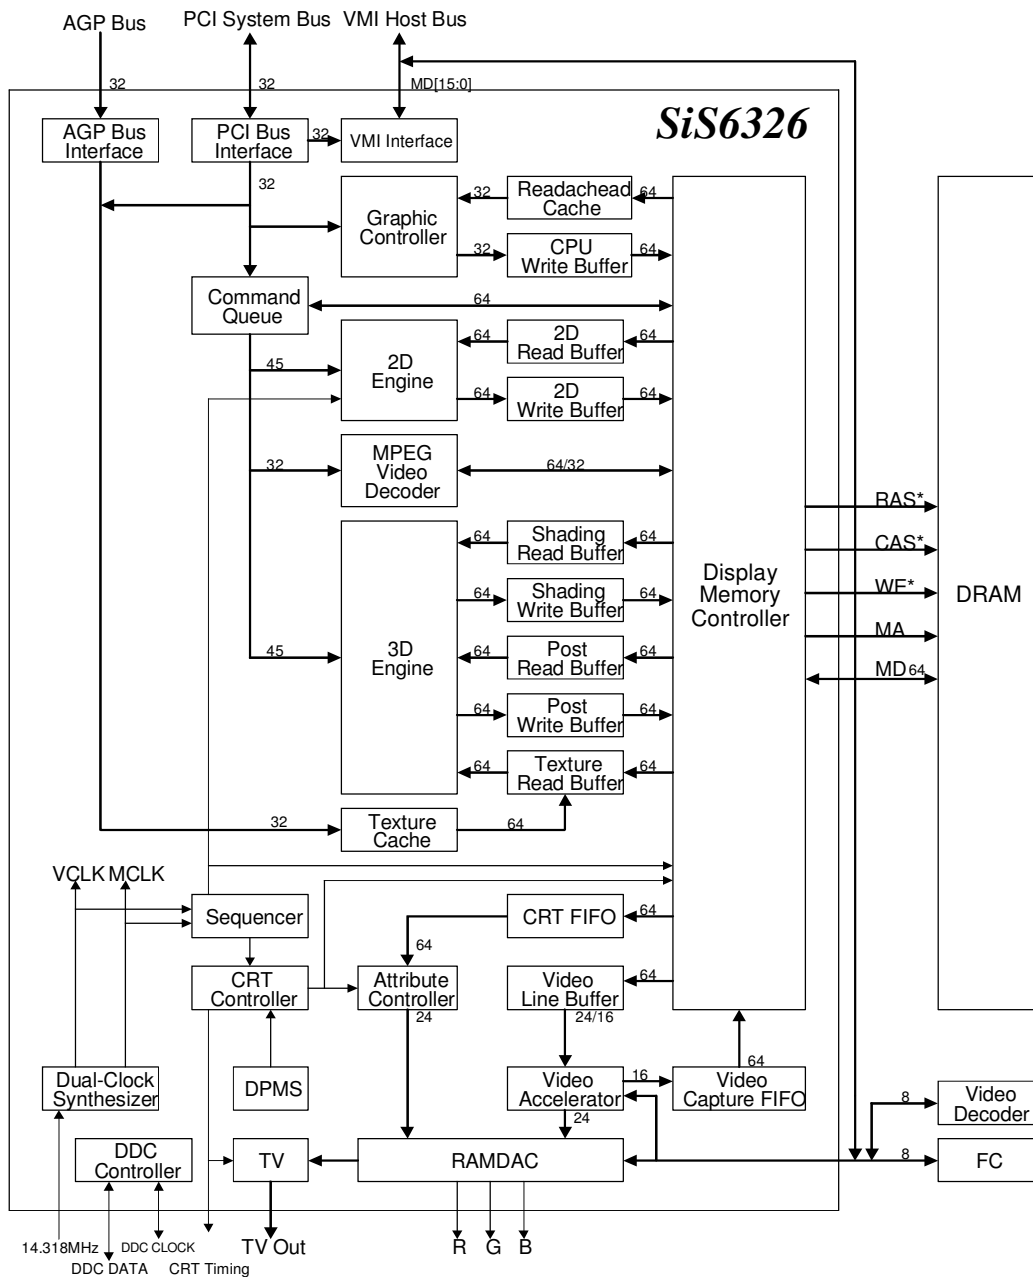 AGP Bus
PCI System Bus
VMI Host Bus
32
32
MD[15:0]
SiS6326
AGP Bus
Interface
PCI Bus
Interface
32
VMI Interface
32
Graphic
Controller
32
Readachead
Cache
64
32
CPU
Write Buffer
64
Command
Queue
64
45
2D
Engine
64
2D
Read Buffer
64
64
2D
Write Buffer
64
32
MPEG
Video
Decoder
64/32
45
3D
Engine
64
Shading
Read Buffer
64
64
Shading
Write Buffer
64
64
Post
Read Buffer
64
64
Post
Write Buffer
64
64
Texture
Read Buffer
64
32
Texture
Cache
64
Display
Memory
Controller
RAS*
CAS*
WE*
MA
MD 64
DRAM
VCLK MCLK
Sequencer
CRT FIFO
64
64
CRT
Controller
Attribute
Controller
24
Video
Line Buffer
64
24/16
Dual-Clock
Synthesizer
DPMS
Video
Accelerator
16
24
64
Video
Capture FIFO
8
Video
Decoder
DDC
Controller
TV
RAMDAC
8
FC
14.318MHz
DDC DATA
DDC CLOCK
CRT Timing
TV Out
R
G
B